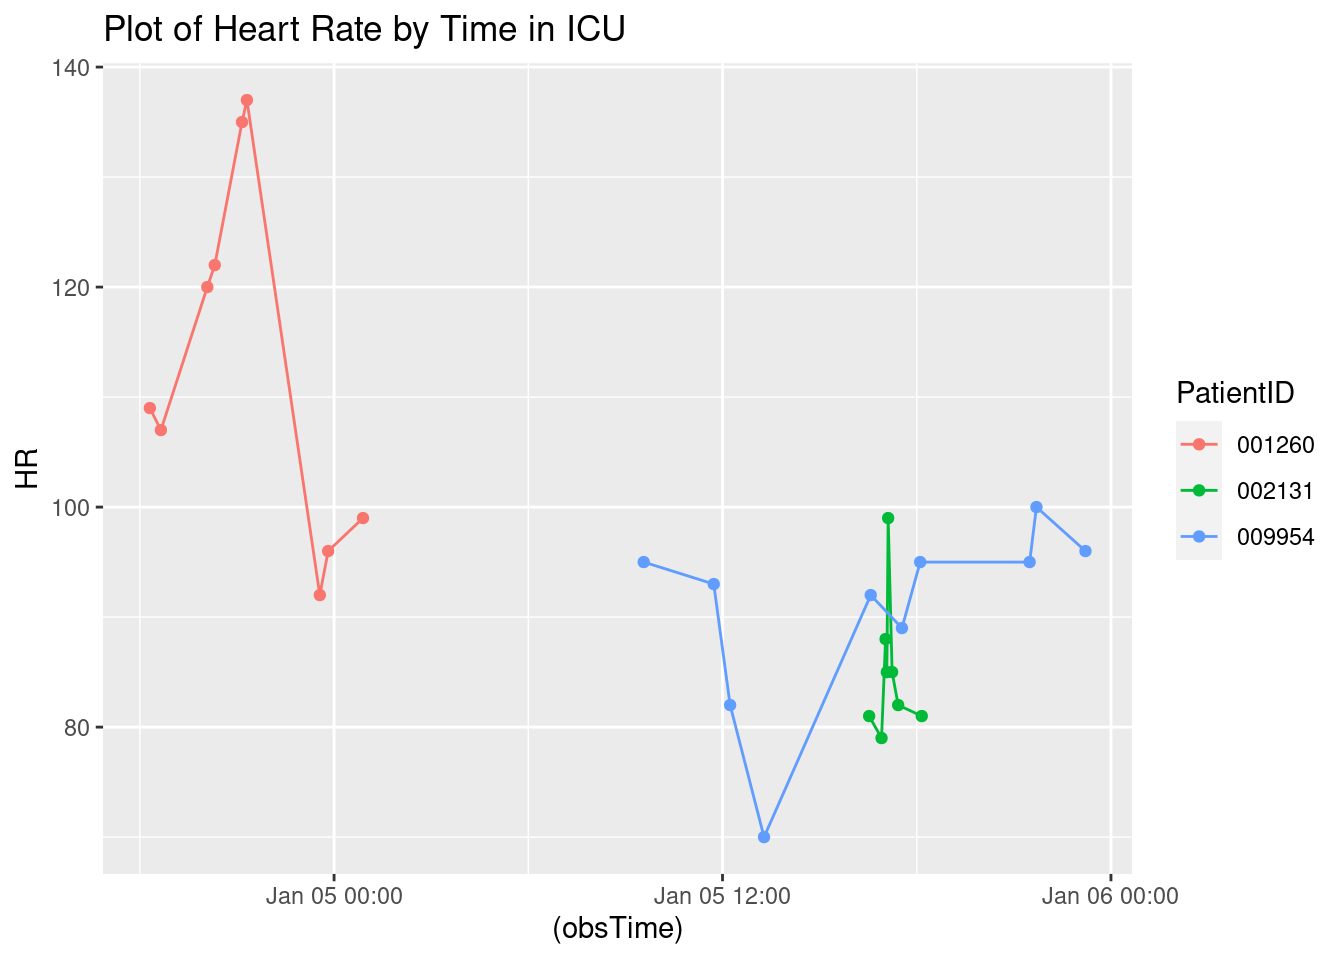 Plot of Heart Rate by Time in ICU
140
120
100
80
HR
Jan 05 00:00
Jan 05 12:00
Jan 06 00:00
(obsTime)
PatientID
001260
002131
009954